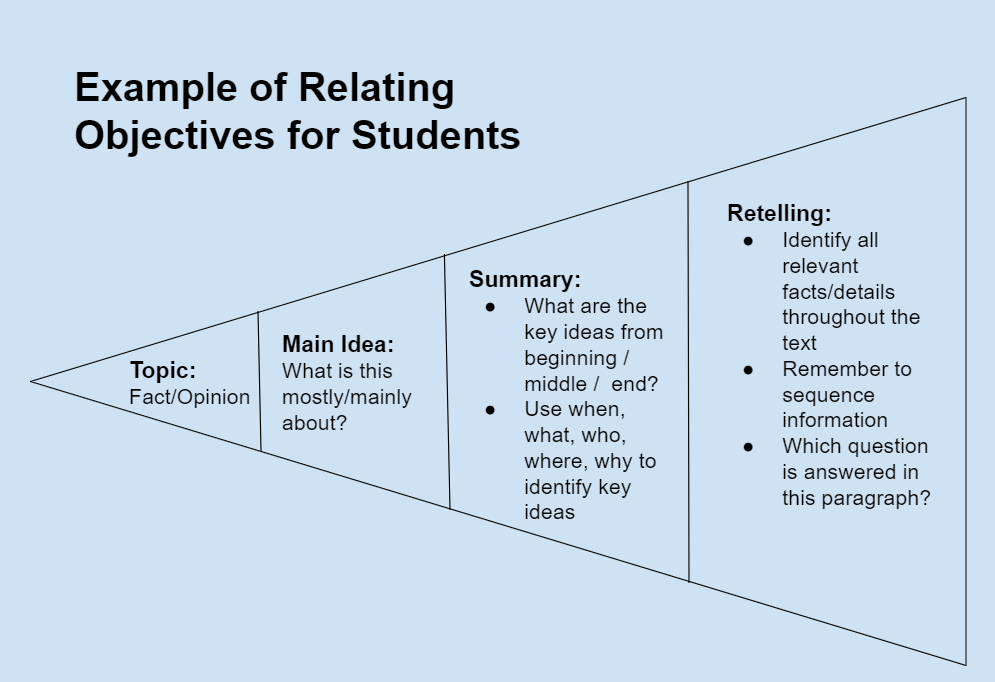 Example of Relating
Objectives for Students
Topic:
Fact/Opinion
Main Idea:
What is this
mostly/mainly
about?
Summary:
● What are the
key ideas from
beginning /
middle / end?
● Use when,
what, who,
where, why to
identify key
ideas
Retelling:
● Identify all
relevant
facts/details
throughout the
text
● Remember to
sequence
information
● Which question
is answered in
this paragraph?